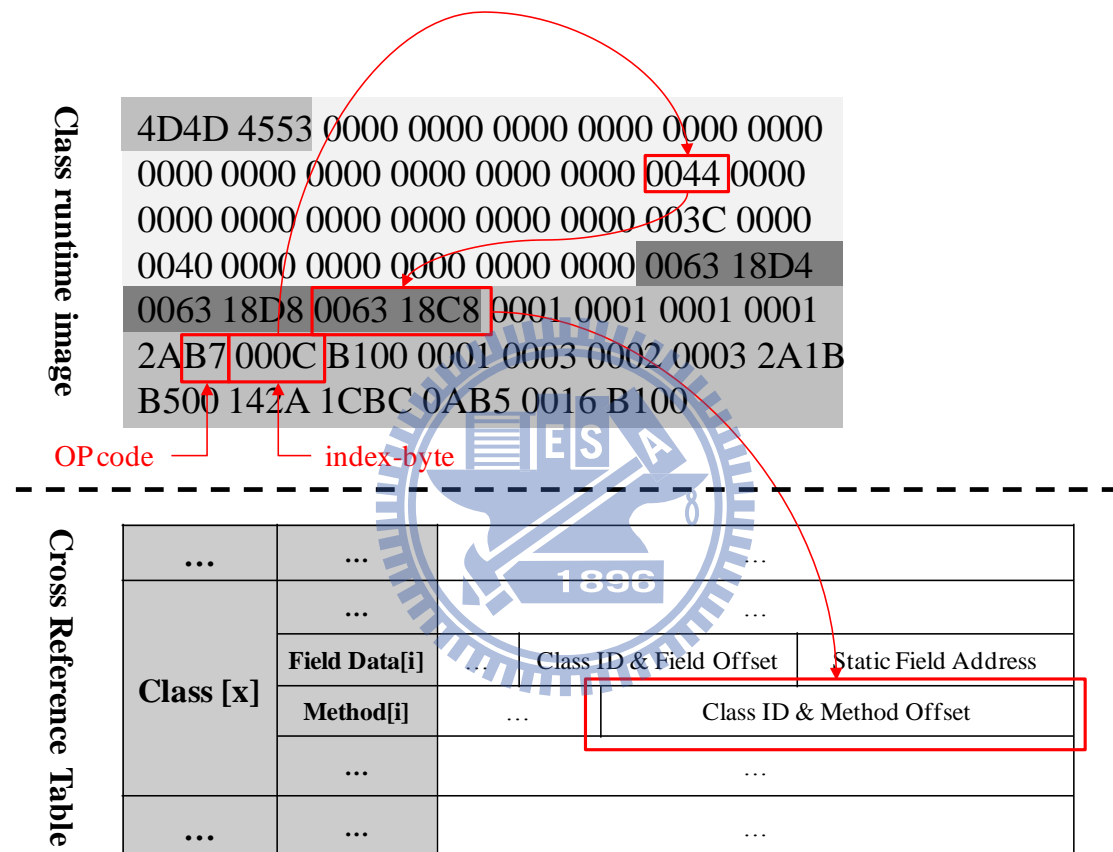 Class runtime image
4D4D 4553 0000 0000 0000 0000 0000 0000
0000 0000 0000 0000 0000 0000 0044 0000
0000 0000 0000 0000 0000 0000 003C 0000
0040 0000 0000 0000 0000 0000 0063 18D4
0063 18D8 0063 18C8 0001 0001 0001 0001
2AB7 000C B100 0001 0003 0002 0003 2A1B
B500 142A 1CBC 0AB5 0016 B100
OPcode index-byte
ES A
1896
Cross Reference Table
... ... ...
... ...
Field Data[i] ... Class ID & Field Offset Static Field Address
Class [x]
Method[i] ... Class ID & Method Offset
... ...
... ... ...